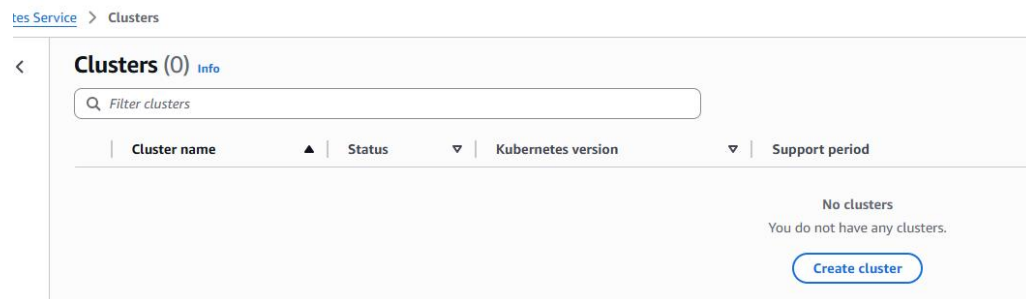 tes Service > Clusters
Clusters (0) Info
Filter clusters
Cluster name Status Kubernetes version Support period
No clusters
You do not have any clusters.
Create cluster